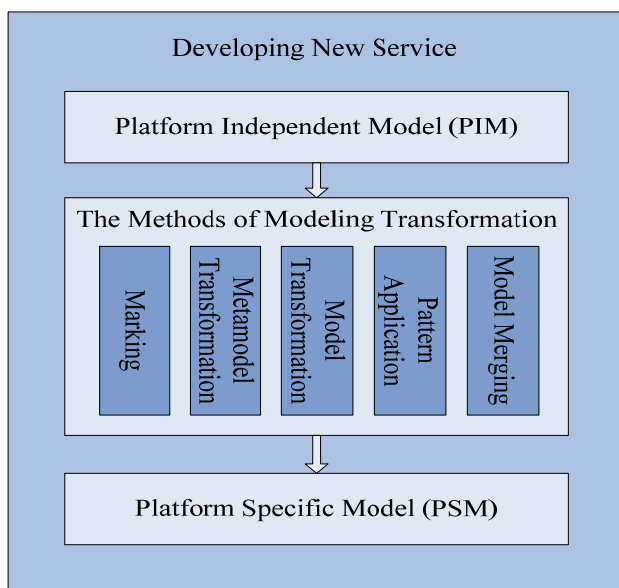 Developing New Service
Platform Independent Model (PIM)
The Methods of Modeling Transformation
Marking
Metamodel
Transformation
Model
Transformation
Pattern
Application
Model Merging
Platform Specific Model (PSM)